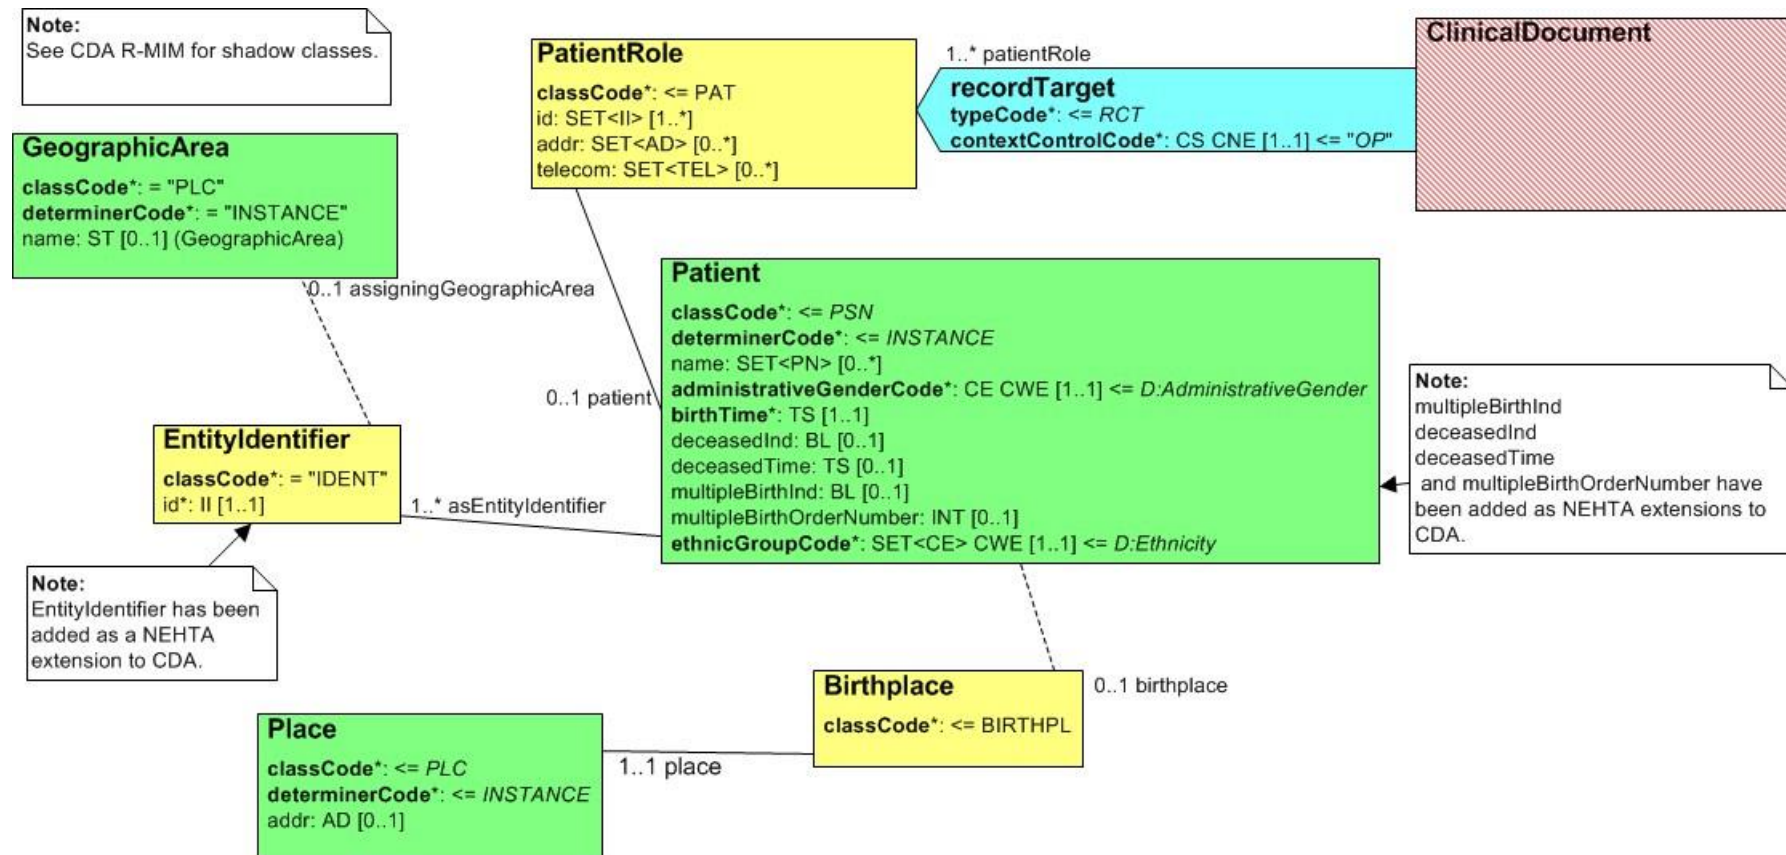 Note:
See CDA R-MIM for shadow classes.
PatientRole
classCode*: <= PAT
id: SET<II> [1..*]
addr: SET<AD> [0..*]
telecom: SET<TEL> [0..*]
1..* patientRole
recordTarget
typeCode*: <= RCT
contextControlCode*: CS CNE [1..1] <= "OP"
ClinicalDocument
GeographicArea
classCode*: = "PLC"
determinerCode*: = "INSTANCE"
name: ST [0..1] (GeographicArea)
0..1 assigningGeographicArea
Patient
classCode*: <= PSN
determinerCode*: <= INSTANCE
name: SET<PN> [0..*]
administrativeGenderCode*: CE CWE [1..1] <= D:AdministrativeGender
birthTime*: TS [1..1]
deceasedInd: BL [0..1]
deceasedTime: TS [0..1]
multipleBirthInd: BL [0..1]
multipleBirthOrderNumber: INT [0..1]
ethnicGroupCode*: SET<CE> CWE [1..1] <= D:Ethnicity
0..1 patient
Note:
multipleBirthInd
deceasedInd
deceasedTime
and multipleBirthOrderNumber have
been added as NEHTA extensions to
CDA.
EntityIdentifier
classCode*: = "IDENT"
id*: II [1..1]
1..* asEntityIdentifier
Note:
EntityIdentifier has been
added as a NEHTA
extension to CDA.
Birthplace
classCode*: <= BIRTHPL
0..1 birthplace
Place
classCode*: <= PLC
determinerCode*: <= INSTANCE
addr: AD [0..1]
1..1 place